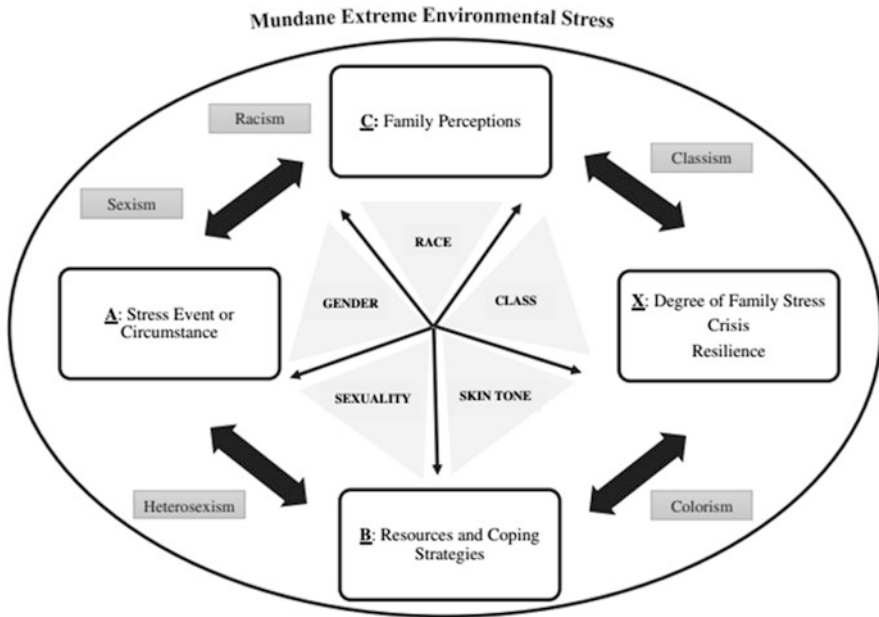 Mundane Extreme Environmental Stress
Racism
C: Family Perceptions
Classism
Sexism
RACE
GENDER
CLASS
A: Stress Event or
Circumstance
X: Degree of Family Stress
Crisis
Resilience
SEXUALITY
SKIN TONE
Heterosexism
B: Resources and Coping
Strategies
Colorism